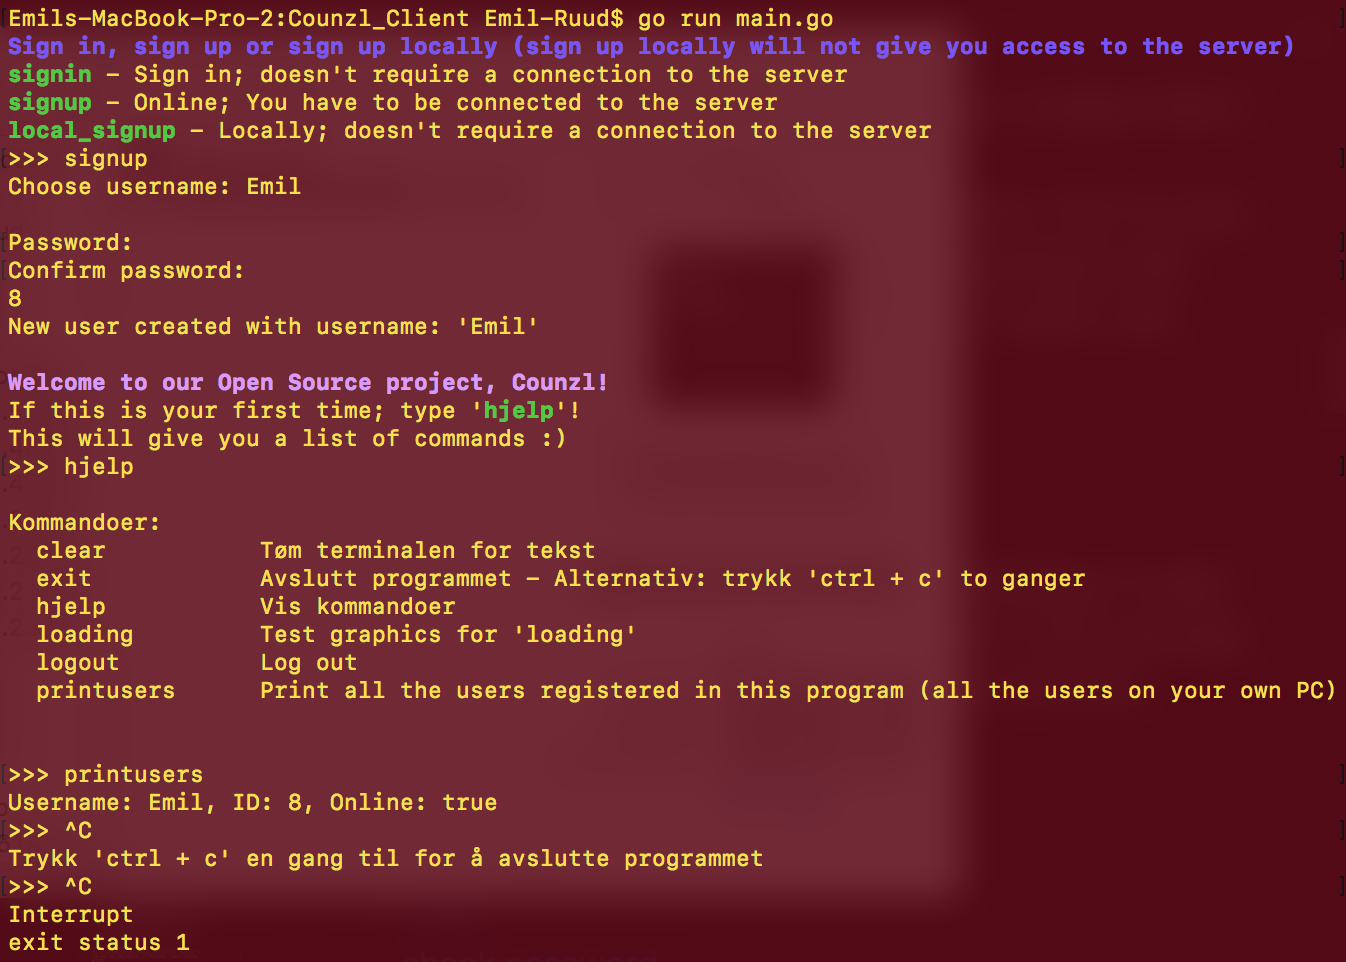 Emils-MacBook-Pro-2:Counzl_Client Emil-Ruud$ go run main.go
Sign in, sign up or sign up locally (sign up locally will not give you access to the server)
signin – Sign in; doesn't require a connection to the server
signup – Online; You have to be connected to the server
local_signup – Locally; doesn't require a connection to the server
>>> signup
Choose username: Emil
Password:
Confirm password:
8
New user created with username: 'Emil'
Welcome to our Open Source project, Counzl!
If this is your first time; type 'hjelp'!
This will give you a list of commands :)
>>> hjelp
Kommandoer:
clear Tøm terminalen for tekst
exit Avslutt programmet – Alternativ: trykk 'ctrl + c' to ganger
hjelp Vis kommandoer
loading Test graphics for 'loading'
logout Log out
printusers Print all the users registered in this program (all the users on your own PC)
>>> printusers
Username: Emil, ID: 8, Online: true
>>> ^C
Trykk 'ctrl + c' en gang til for å avslutte programmet
>>> ^C
Interrupt
exit status 1